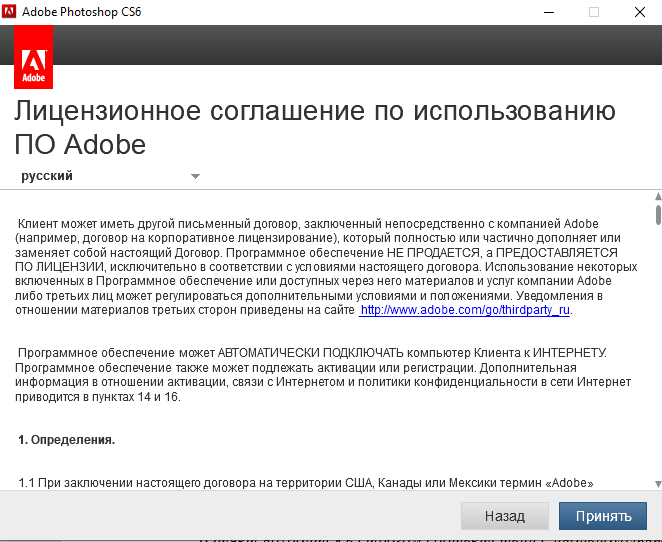 Adobe Photoshop CS6
Adobe
Лицензионное соглашение по использованию
ПО Adobe
русский
Клиент может иметь другой письменный договор, заключенный непосредственно с компанией Adobe
(например, договор на корпоративное лицензирование), который полностью или частично дополняет или
заменяет собой настоящий Договор. Программное обеспечение НЕ ПРОДАЕТСЯ, а ПРЕДОСТАВЛЯЕТСЯ
ПО ЛИЦЕНЗИИ, исключительно в соответствии с условиями настоящего договора. Использование некоторых
включенных в Программное обеспечение или доступных через него материалов и услуг компании Adobe
либо третьих лиц может регулироваться дополнительными условиями и положениями. Уведомления в
отношении материалов третьих сторон приведены на сайте http://www.adobe.com/go/thirdparty_ru.
Программное обеспечение может АВТОМАТИЧЕСКИ ПОДКЛЮЧАТЬ компьютер Клиента к ИНТЕРНЕТУ.
Программное обеспечение также может подлежать активации или регистрации. Дополнительная
информация в отношении активации, связи с Интернетом и политики конфиденциальности в сети Интернет
приводится в пунктах 14 и 16.
1. Определения.
1.1 При заключении настоящего договора на территории США, Канады или Мексики термин «Adobe»
Назад
Принять